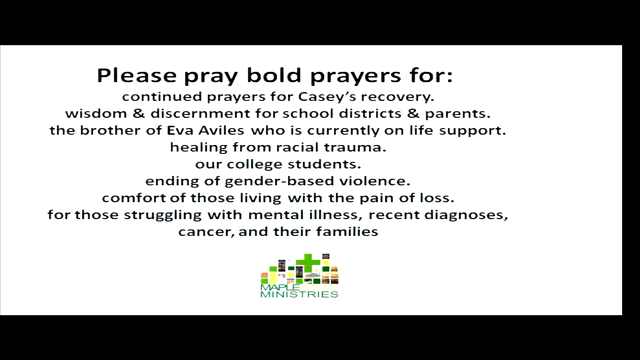 Please pray bold prayers for:
continued prayers for Casey's recovery.
wisdom & discernment for school districts & parents.
the brother of Eva Aviles who is currently on life support.
healing from racial trauma.
our college students.
ending of gender-based violence.
comfort of those living with the pain of loss.
for those struggling with mental illness, recent diagnoses,
cancer, and their families
MAPLE
MINISTRIES